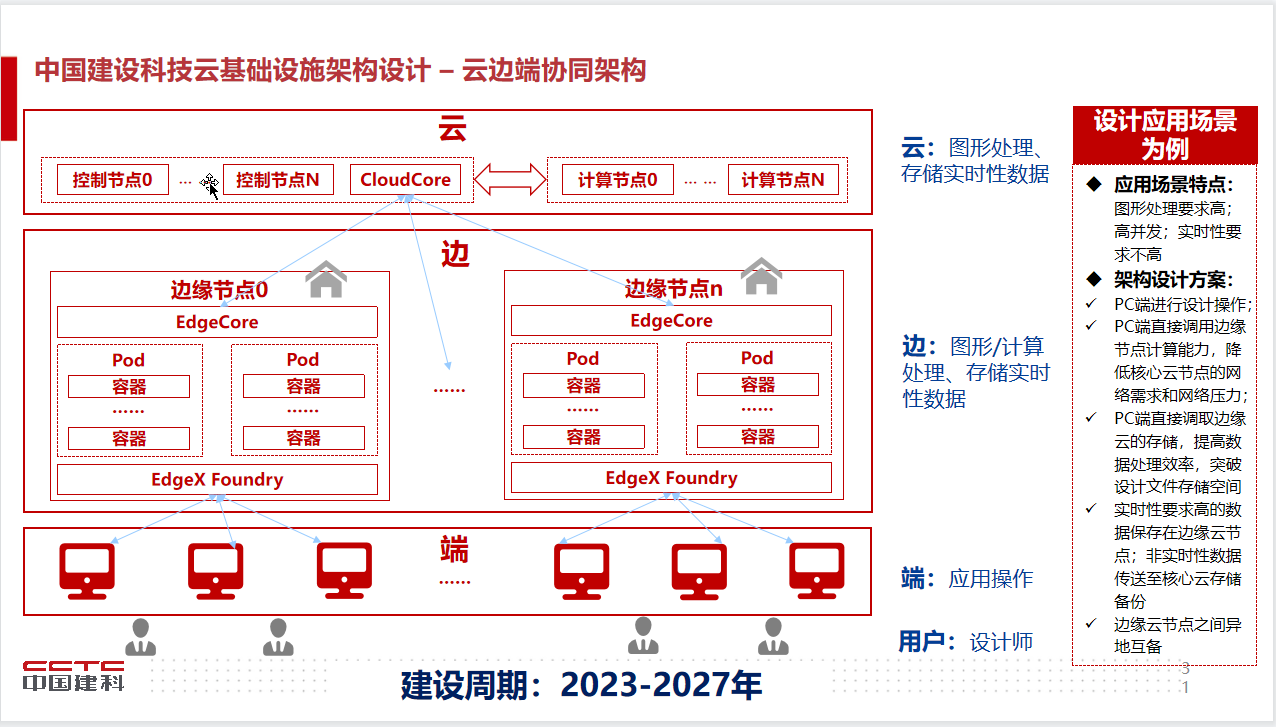 中国建设科技云基础设施架构设计 – 云边端协同架构
云
控制节点0
...
控制节点N
CloudCore
计算节点0
... ...
计算节点N
边
边缘节点0
EdgeCore
Pod
容器
......
容器
Pod
容器
......
容器
EdgeX Foundry
......
边缘节点n
EdgeCore
Pod
容器
......
容器
Pod
容器
......
容器
EdgeX Foundry
端
......
云：图形处理、
存储实时性数据
边：图形/计算
处理、存储实时
性数据
端：应用操作
用户：设计师
设计应用场景
为例
◆ 应用场景特点：
图形处理要求高；
高并发；实时性要
求不高
◆ 架构设计方案：
✓ PC端进行设计操作；
✓ PC端直接调用边缘
节点计算能力，降
低核心云节点的网
络需求和网络压力；
✓ PC端直接调取边缘
云的存储，提高数
据处理效率，突破
设计文件存储空间
✓ 实时性要求高的数
据保存在边缘云节
点；非实时性数据
传送至核心云存储
备份
✓ 边缘云节点之间异
地互备
CCTC
中国建科
建设周期：2023-2027年
3
1